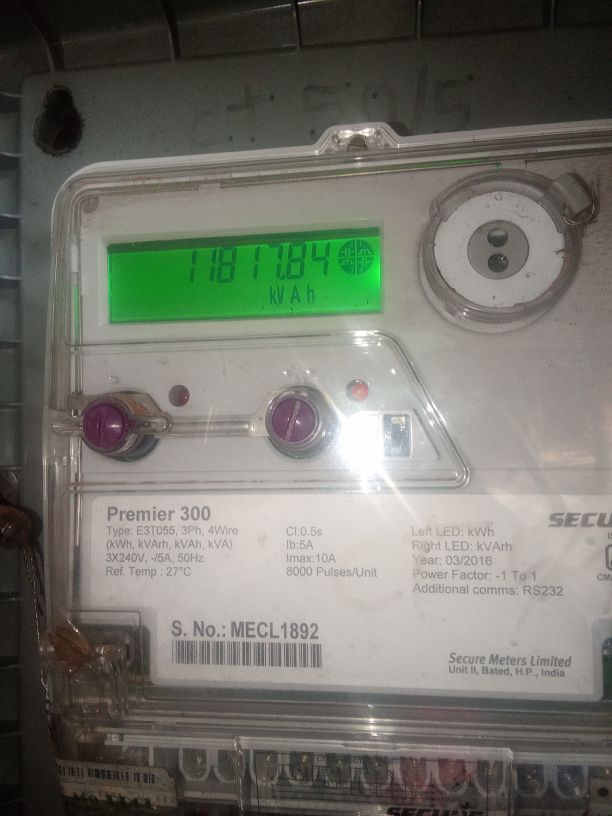 11817.84
kVAh
Premier 300
Type: E3T055, 3Ph, 4Wire
(kWh, kVArh, kVAh, kVA)
3X240V, -/5A, 50Hz
Ref. Temp : 27°C
Cl:0.5s
Ib:5A
Imax:10A
8000 Pulses/Unit
Left LED: kWh
Right LED: kVArh
Year: 03/2016
Power Factor: -1 To 1
Additional comms: RS232
S. No.: MECL1892
Secure Meters Limited
Unit II, Bated, H.P., India
SECURE